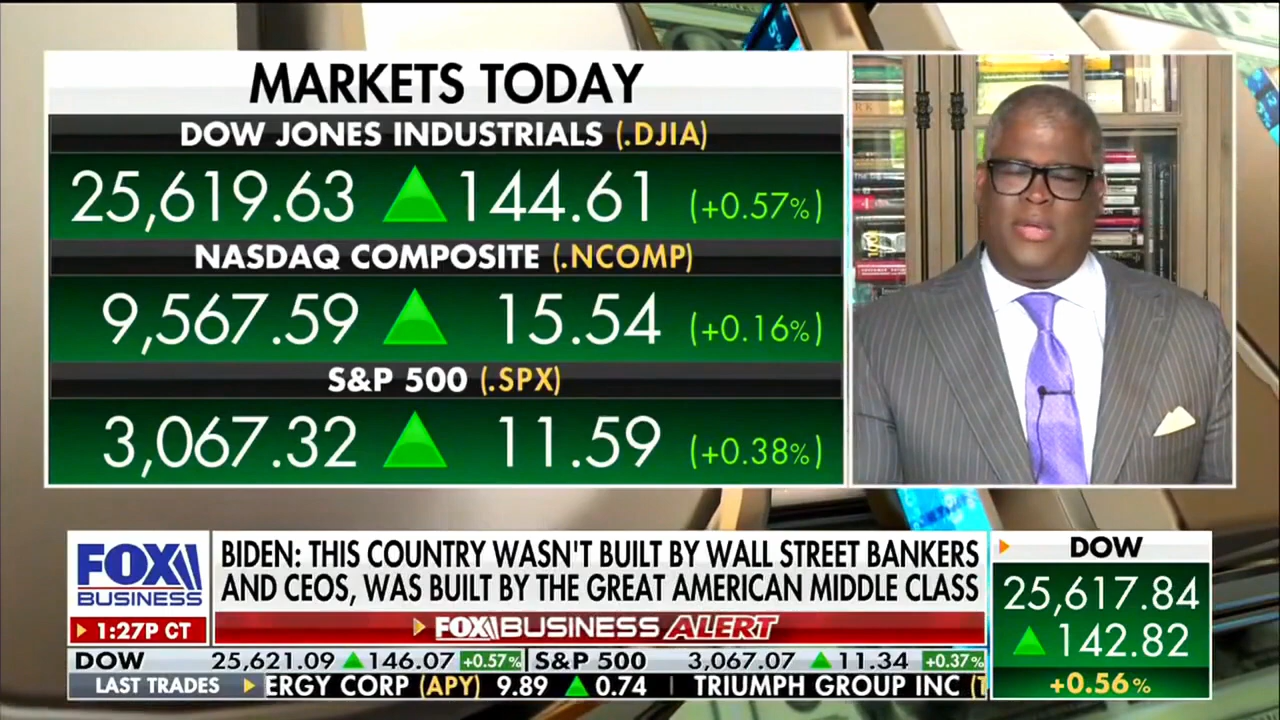 MARKETS TODAY
DOW JONES INDUSTRIALS (.DJIA)
25,619.63 ▲ 144.61 (+0.57%)
NASDAQ COMPOSITE (.NCOMP)
9,567.59 ▲ 15.54 (+0.16%)
S&P 500 (.SPX)
3,067.32 ▲ 11.59 (+0.38%)
FOX BUSINESS
1:27P CT
BIDEN: THIS COUNTRY WASN'T BUILT BY WALL STREET BANKERS
AND CEOS, WAS BUILT BY THE GREAT AMERICAN MIDDLE CLASS
FOX BUSINESS ALERT
DOW
25,617.84
▲ 142.82
+0.56%
DOW 25,621.09 ▲ 146.07 +0.57% S&P 500 3,067.07 ▲ 11.34 +0.37%
LAST TRADES ERGY CORP (APY) 9.89 ▲ 0.74 TRIUMPH GROUP INC (T